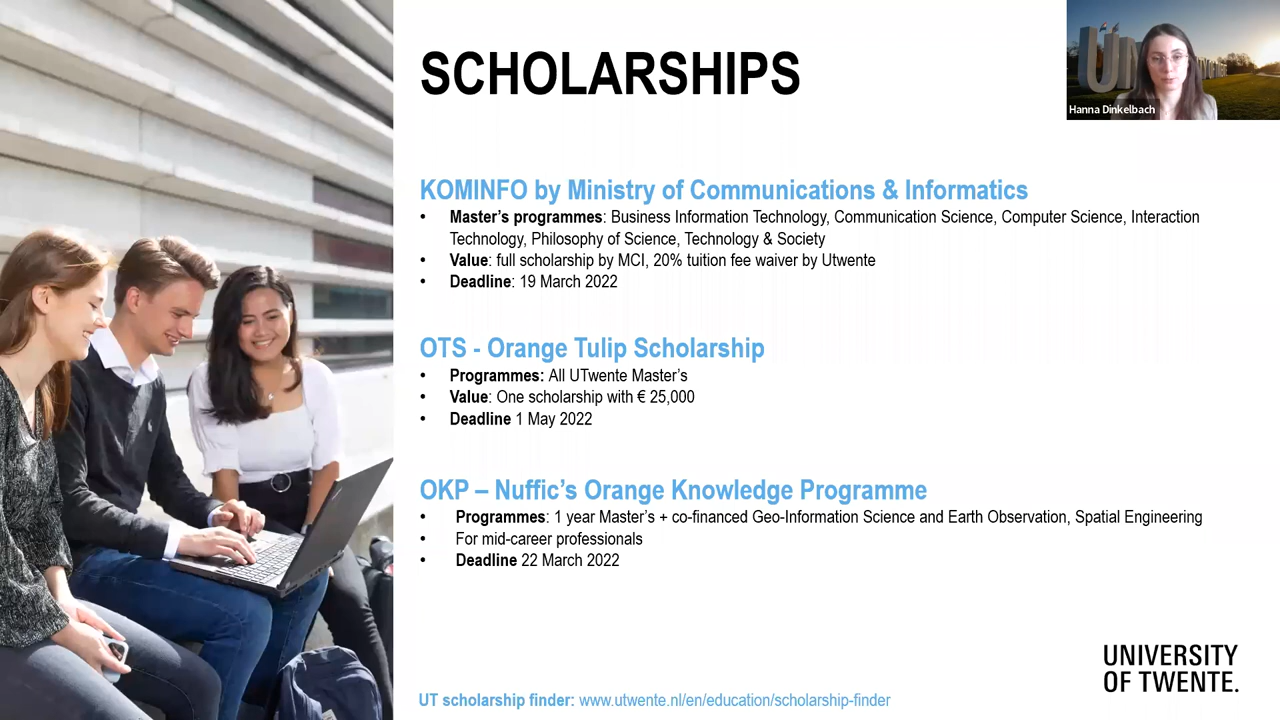 SCHOLARSHIPS
Hanna Dinkelbach
KOMINFO by Ministry of Communications & Informatics
• Master's programmes: Business Information Technology, Communication Science, Computer Science, Interaction
Technology, Philosophy of Science, Technology & Society
• Value: full scholarship by MCI, 20% tuition fee waiver by Utwente
• Deadline: 19 March 2022
OTS - Orange Tulip Scholarship
• Programmes: All UTwente Master's
• Value: One scholarship with € 25,000
• Deadline 1 May 2022
OKP – Nuffic's Orange Knowledge Programme
• Programmes: 1 year Master's + co-financed Geo-Information Science and Earth Observation, Spatial Engineering
• For mid-career professionals
• Deadline 22 March 2022
UNIVERSITY
OF TWENTE.
UT scholarship finder: www.utwente.nl/en/education/scholarship-finder